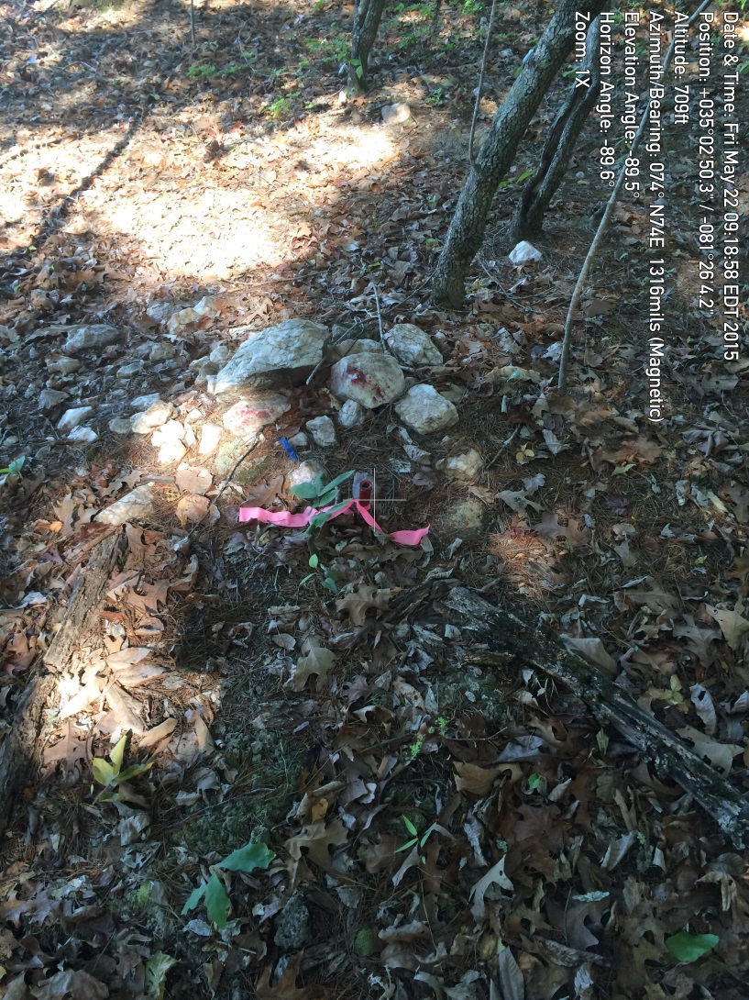 Date & Time: Fri May 22 09:18:58 EDT 2015
Position: +035°02'50.3" / -081°26'4.2"
Altitude: 709ft
Azimuth/Bearing: 074° N74E 1316mils (Magnetic)
Elevation Angle: -89.5°
Horizon Angle: -89.6°
Zoom: 1X